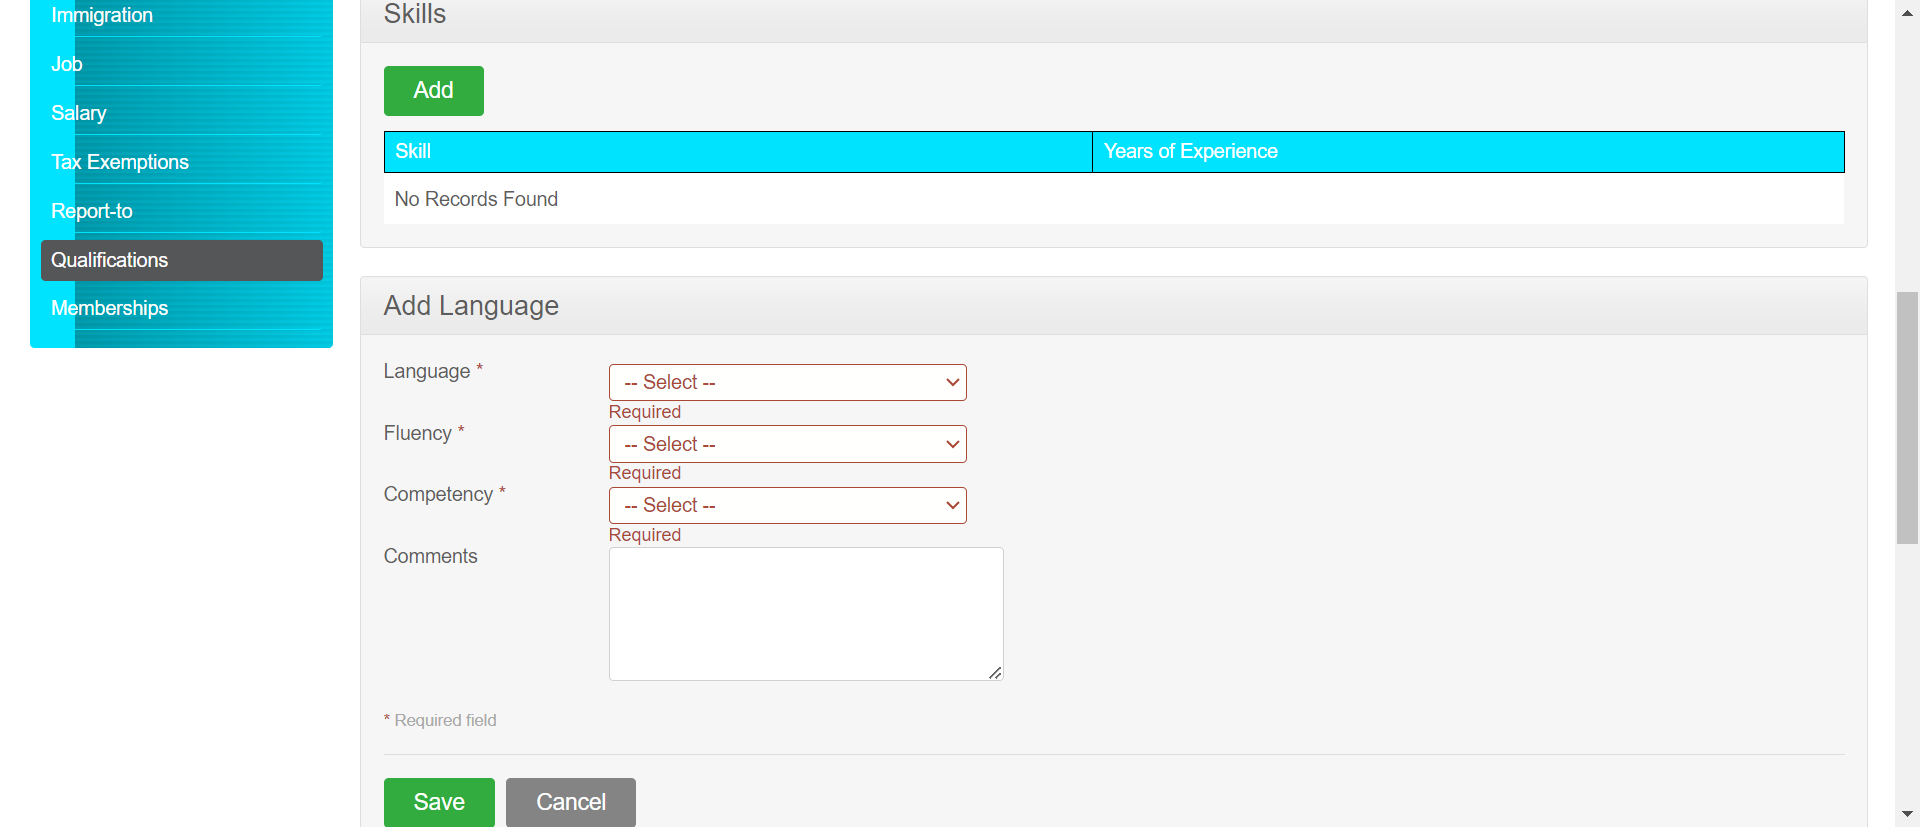 Immigration
Job
Salary
Tax Exemptions
Report-to
Qualifications
Memberships
Skills
Add
Skill Years of Experience
No Records Found
Add Language
Language * -- Select --
Required
Fluency * -- Select --
Required
Competency * -- Select --
Required
Comments
* Required field
Save Cancel